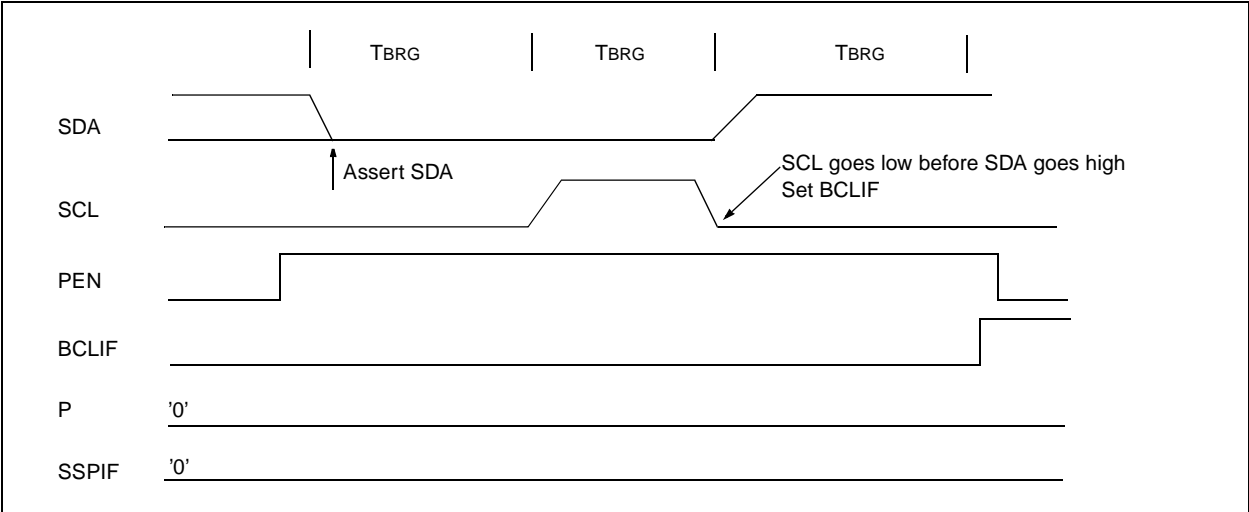 TBRG TBRG TBRG
SDA
Assert SDA
SCL goes low before SDA goes high
Set BCLIF
SCL
PEN
BCLIF
P '0'
SSPIF '0'